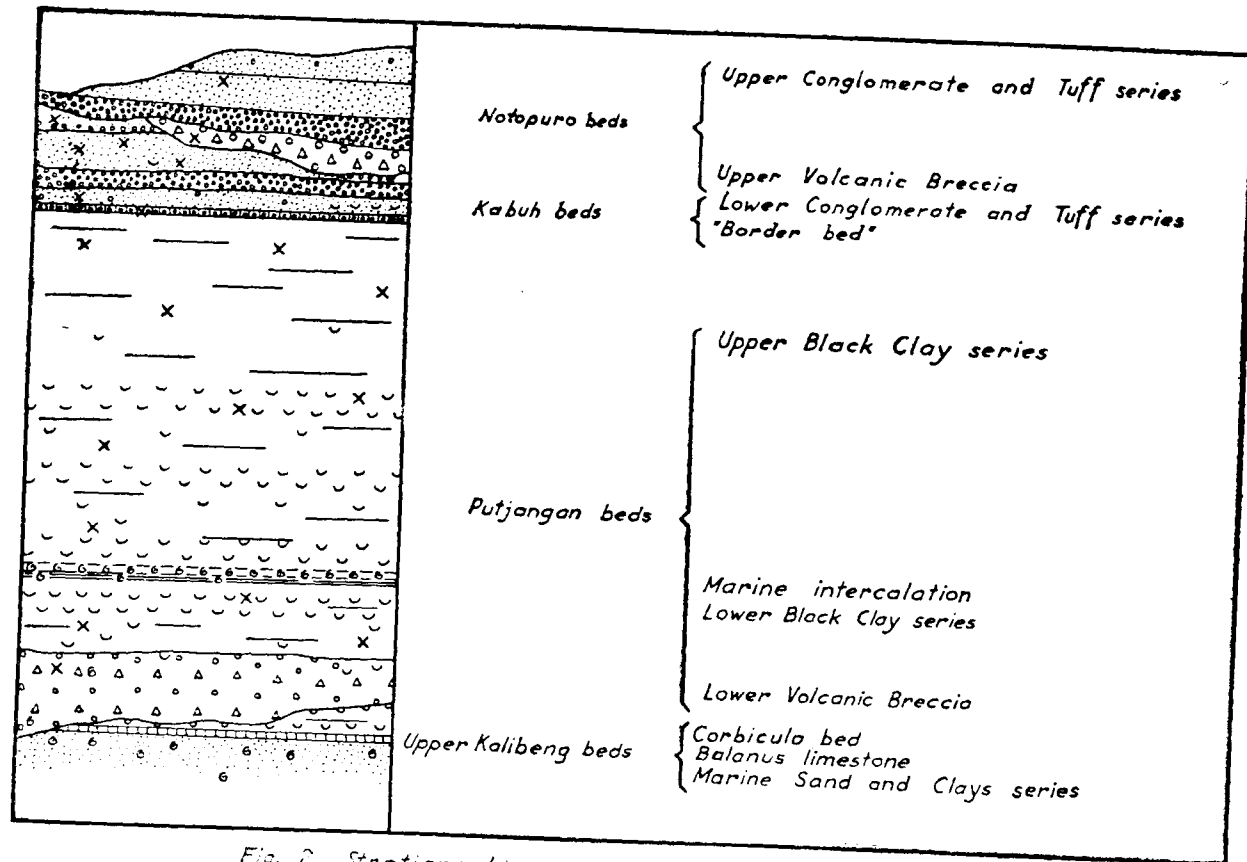 Upper Conglomerate and Tuff series
Notopuro beds
Upper Volcanic Breccia
Lower Conglomerate and Tuff series
Kabuh beds
"Border bed"
Upper Black Clay series
Putjangan beds
Marine intercalation
Lower Black Clay series
Lower Volcanic Breccia
Corbicula bed
Upper Kalibeng beds
Balanus limestone
Marine Sand and Clays series
Fig.